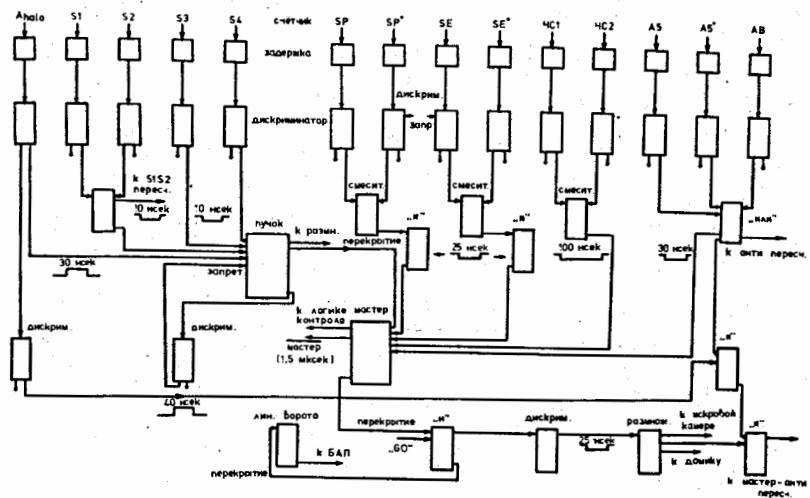 Ahalo S1 S2 S3 S4 счётчик SP SP* SE SE* ЧС1 ЧС2 AS AS* AB
задержка
дискриминатор
дискрим.
запр
к S1S2
пересч.
10 нсек
10 нсек
смесит.
смесит.
смесит.
„или"
пучок
к размн.
перекрытие
„и"
25 нсек
„и"
100 нсек
30 нсек
к анти пересч.
30 нсек
запрет
к логике
контроля
мастер
мастер
(1,5 мксек)
дискрим.
дискрим.
„и"
40 нсек
лин. ворота
к БАП
перекрытие
перекрытие
„GO"
„и"
дискрим.
25 нсек
размнож.
к искровой
камере
к домику
„и"
к мастер-анти
пересч.